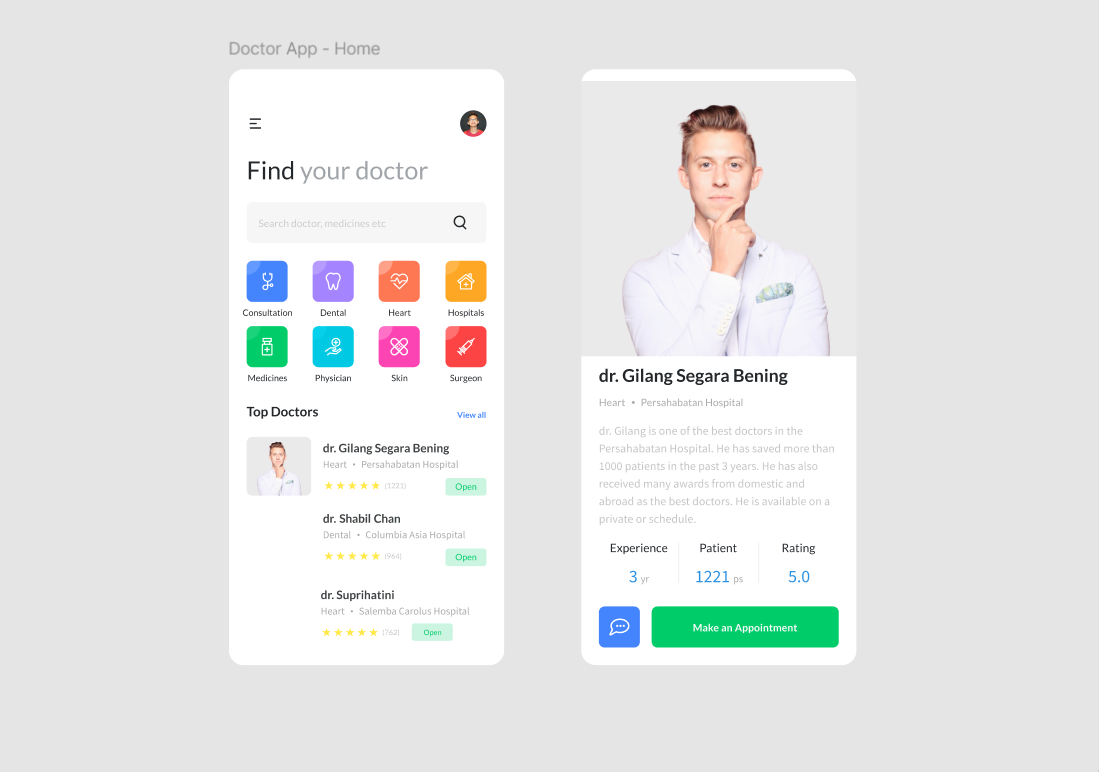 Doctor App - Home
Find your doctor
Search doctor, medicines etc
Consultation Dental Heart Hospitals
Medicines Physician Skin Surgeon
Top Doctors View all
dr. Gilang Segara Bening
Heart • Persahabatan Hospital
(1221) Open
dr. Shabil Chan
Dental • Columbia Asia Hospital
(964) Open
dr. Suprihatini
Heart • Salemba Carolus Hospital
(762) Open
dr. Gilang Segara Bening
Heart • Persahabatan Hospital
dr. Gilang is one of the best doctors in the
Persahabatan Hospital. He has saved more than
1000 patients in the past 3 years. He has also
received many awards from domestic and
abroad as the best doctors. He is available on a
private or schedule.
Experience Patient Rating
3 yr 1221 ps 5.0
Make an Appointment